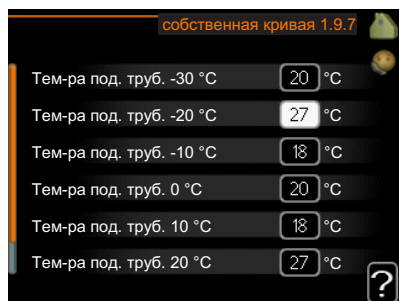 собственная кривая 1.9.7
Тем-ра под. труб. -30 °C 20 °C
Тем-ра под. труб. -20 °C 27 °C
Тем-ра под. труб. -10 °C 18 °C
Тем-ра под. труб. 0 °C 20 °C
Тем-ра под. труб. 10 °C 18 °C
Тем-ра под. труб. 20 °C 27 °C
?